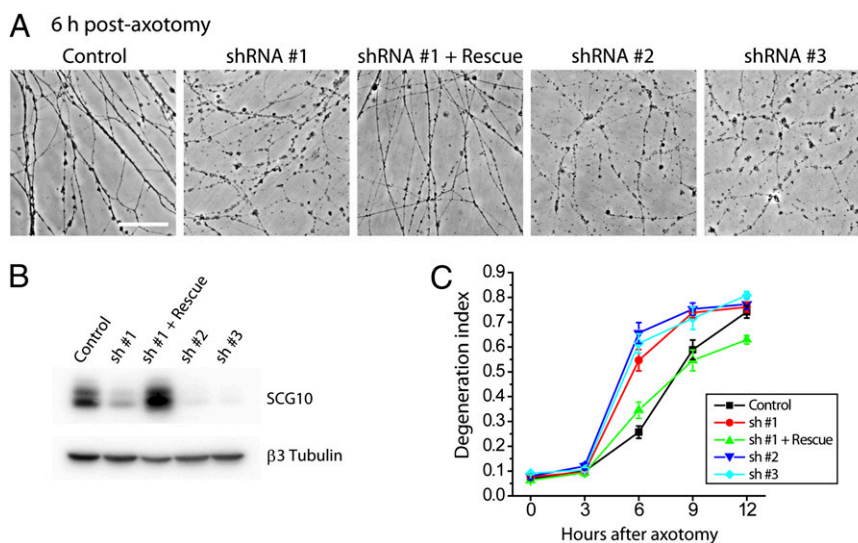 A 6 h post-axotomy
Control shRNA #1 shRNA #1 + Rescue shRNA #2 shRNA #3
B
Control sh #1 sh #1 + Rescue sh #2 sh #3
SCG10
β3 Tubulin
C
Degeneration index
0.9
0.8
0.7
0.6
0.5
0.4
0.3
0.2
0.1
0.0
0 3 6 9 12
Hours after axotomy
Control
sh #1
sh #1 + Rescue
sh #2
sh #3